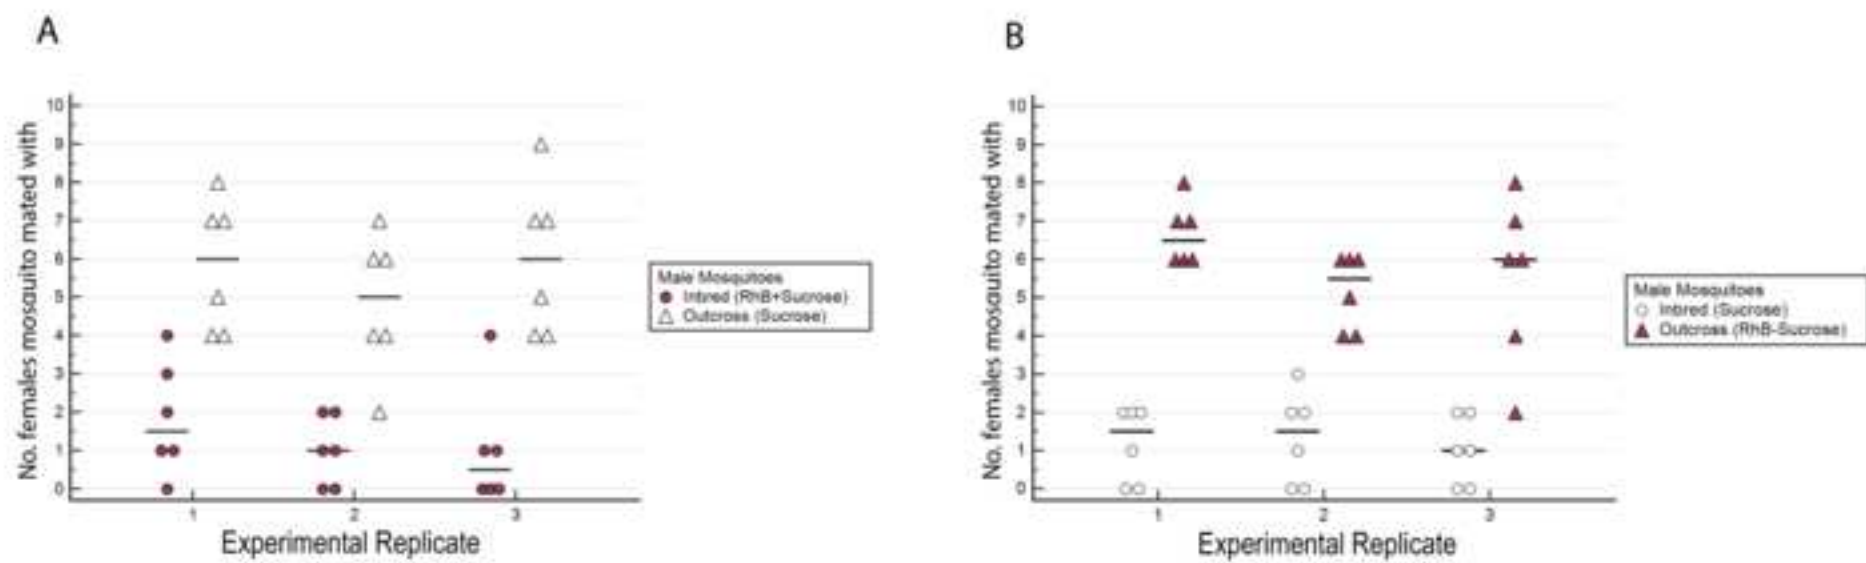 A
No. females mosquito mated with
10
9
8
7
6
5
4
3
2
1
0
1
2
3
Experimental Replicate
Male Mosquitoes
Inbred (RhB+Sucrose)
Outcross (Sucrose)
B
No. females mosquito mated with
10
9
8
7
6
5
4
3
2
1
0
1
2
3
Experimental Replicate
Male Mosquitoes
Inbred (Sucrose)
Outcross (RhB-Sucrose)